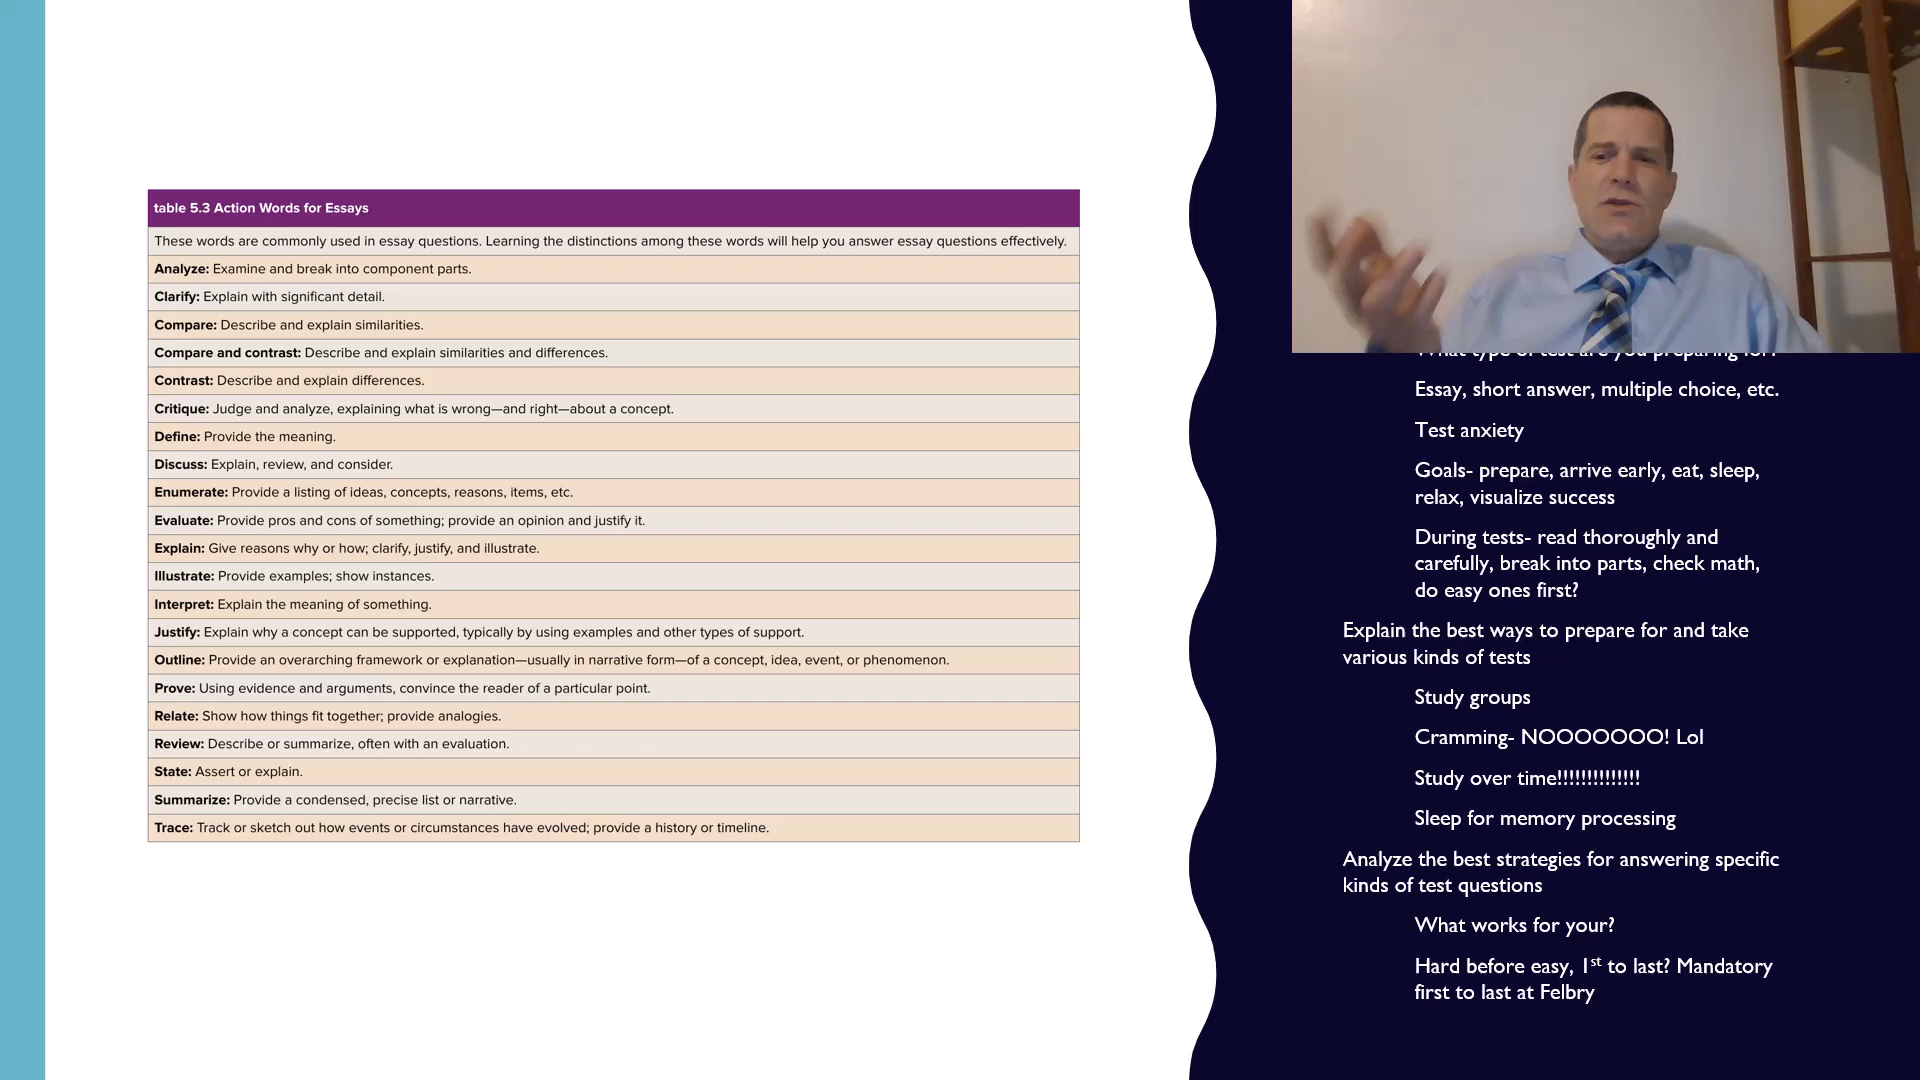 table 5.3 Action Words for Essays
These words are commonly used in essay questions. Learning the distinctions among these words will help you answer essay questions effectively.
Analyze: Examine and break into component parts.
Clarify: Explain with significant detail.
Compare: Describe and explain similarities.
Compare and contrast: Describe and explain similarities and differences.
Contrast: Describe and explain differences.
Critique: Judge and analyze, explaining what is wrong—and right—about a concept.
Define: Provide the meaning.
Discuss: Explain, review, and consider.
Enumerate: Provide a listing of ideas, concepts, reasons, items, etc.
Evaluate: Provide pros and cons of something; provide an opinion and justify it.
Explain: Give reasons why or how; clarify, justify, and illustrate.
Illustrate: Provide examples; show instances.
Interpret: Explain the meaning of something.
Justify: Explain why a concept can be supported, typically by using examples and other types of support.
Outline: Provide an overarching framework or explanation—usually in narrative form—of a concept, idea, event, or phenomenon.
Prove: Using evidence and arguments, convince the reader of a particular point.
Relate: Show how things fit together; provide analogies.
Review: Describe or summarize, often with an evaluation.
State: Assert or explain.
Summarize: Provide a condensed, precise list or narrative.
Trace: Track or sketch out how events or circumstances have evolved; provide a history or timeline.
What type of test are you preparing for?
Essay, short answer, multiple choice, etc.
Test anxiety
Goals- prepare, arrive early, eat, sleep,
relax, visualize success
During tests- read thoroughly and
carefully, break into parts, check math,
do easy ones first?
Explain the best ways to prepare for and take
various kinds of tests
Study groups
Cramming- NOOOOOOO! Lol
Study over time!!!!!!!!!!!!!!
Sleep for memory processing
Analyze the best strategies for answering specific
kinds of test questions
What works for your?
Hard before easy, 1st to last? Mandatory
first to last at Felbry